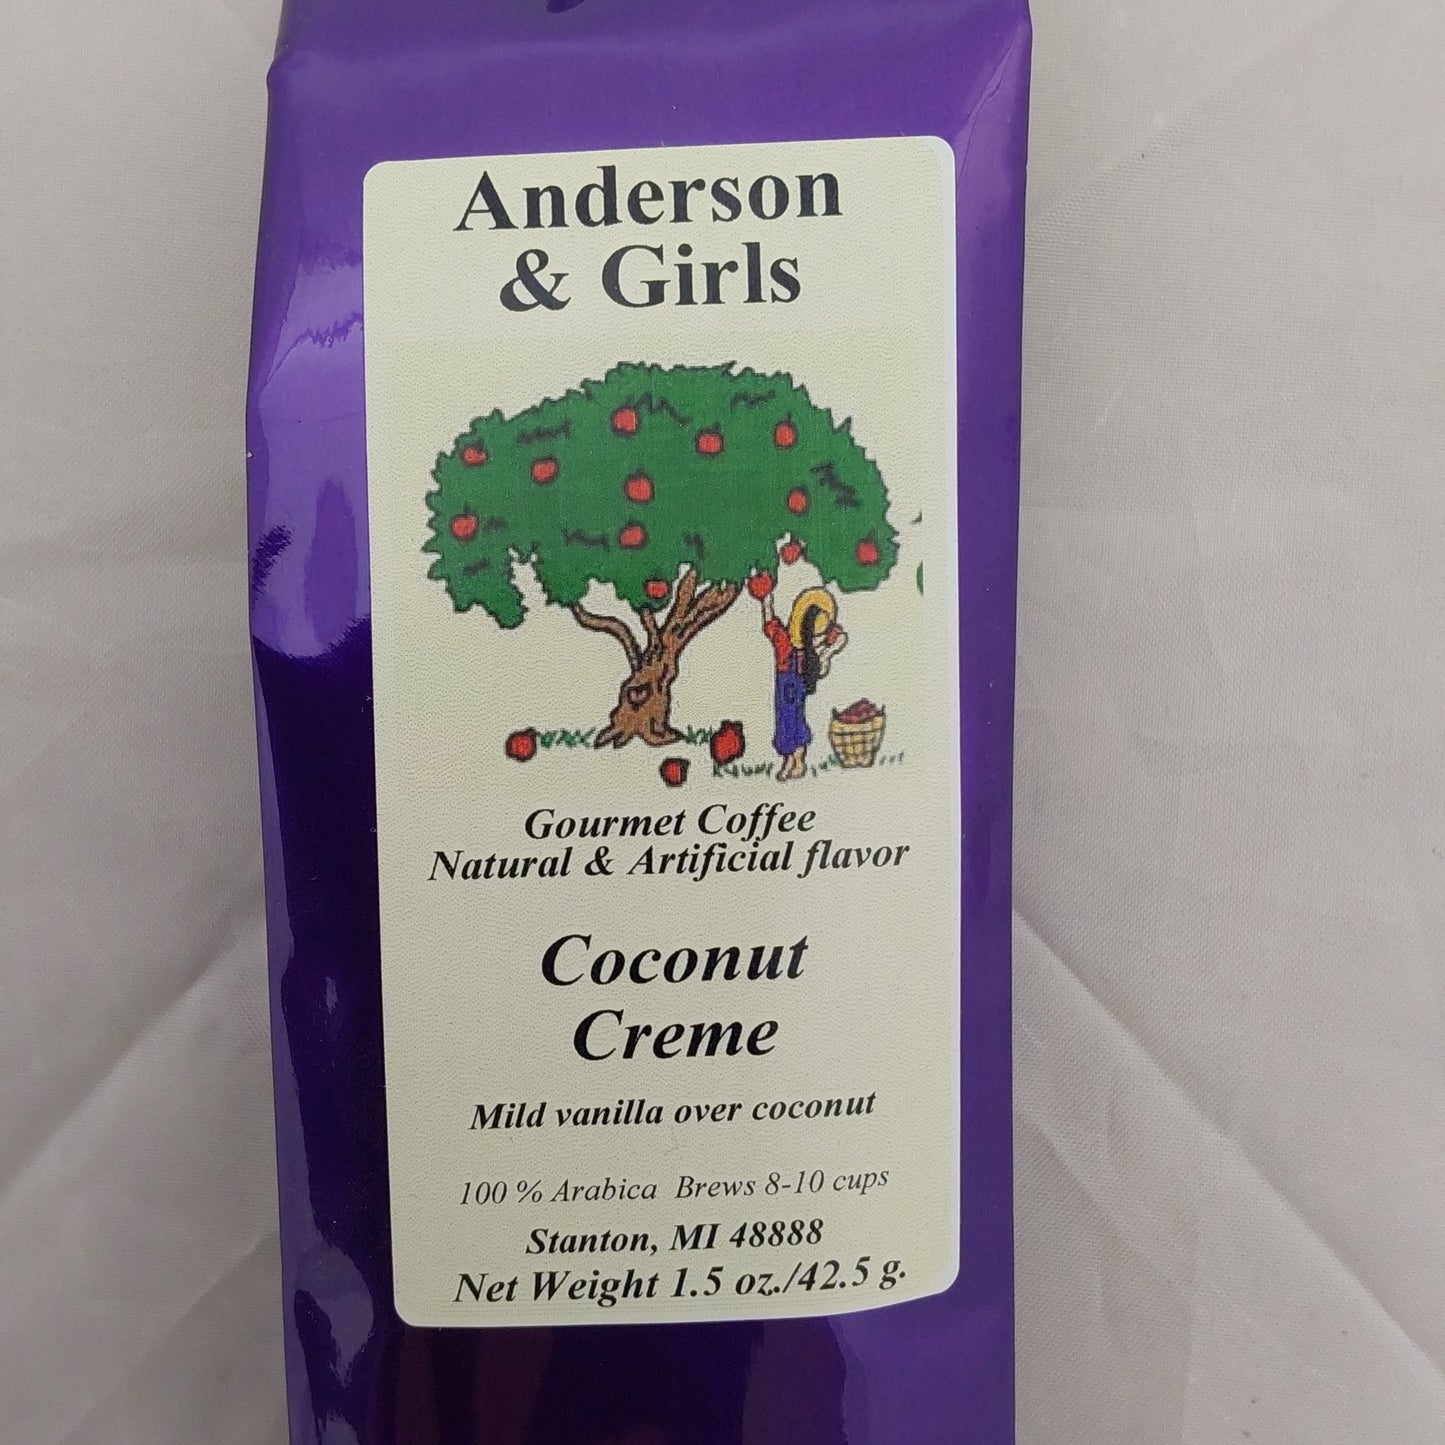 Anderson
& Girls
Gourmet Coffee
Natural & Artificial flavor
Coconut
Creme
Mild vanilla over coconut
100 % Arabica Brews 8-10 cups
Stanton, MI 48888
Net Weight 1.5 oz./42.5 g.